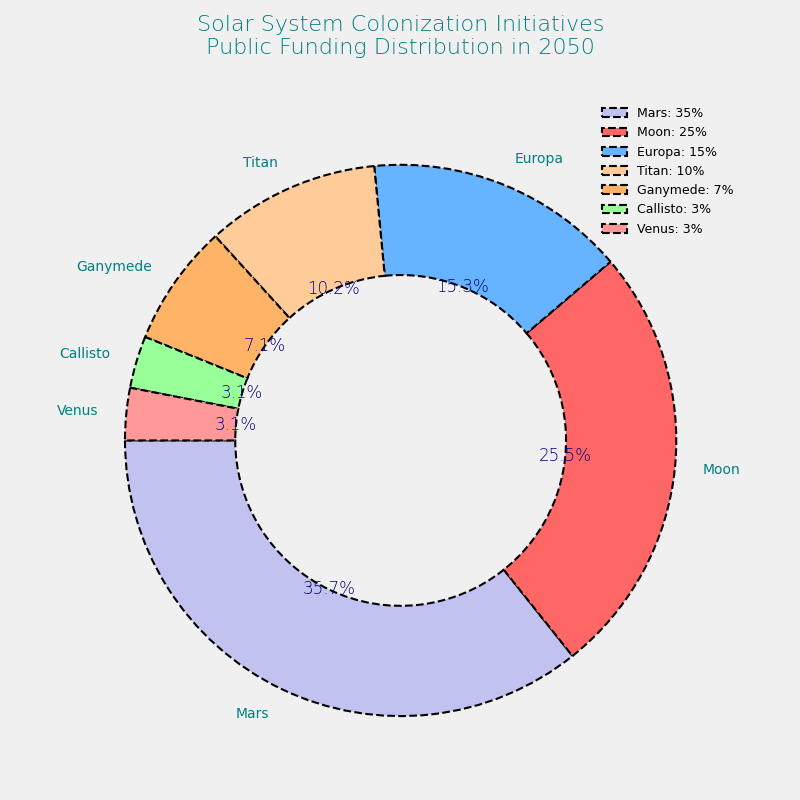 Solar System Colonization Initiatives
Public Funding Distribution in 2050
Mars: 35%
Moon: 25%
Europa: 15%
Titan: 10%
Ganymede: 7%
Callisto: 3%
Venus: 3%
Europa
Titan
Ganymede
Callisto
Venus
Moon
Mars
15.3%
10.2%
7.1%
3.1%
3.1%
25.5%
35.7%